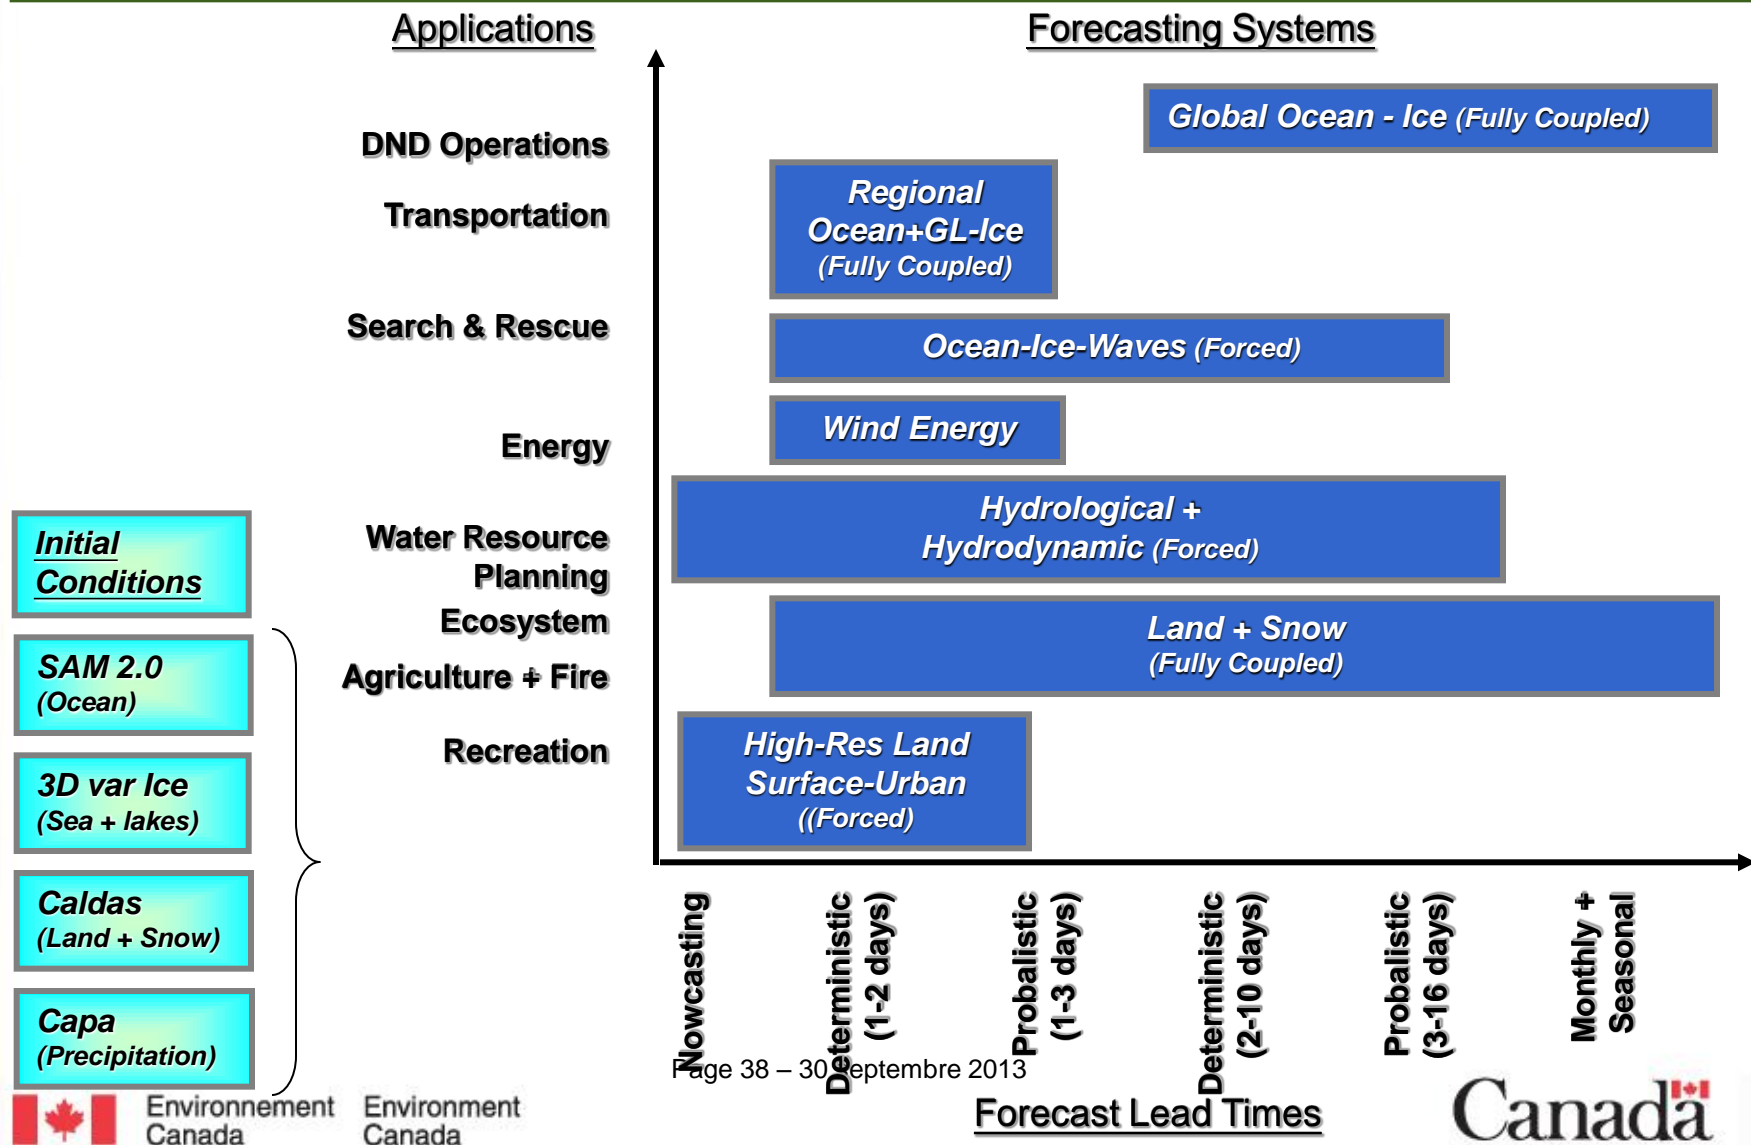 Applications
Forecasting Systems
Global Ocean - Ice (Fully Coupled)
DND Operations
Regional
Ocean+GL-Ice
(Fully Coupled)
Transportation
Search & Rescue
Ocean-Ice-Waves (Forced)
Wind Energy
Energy
Hydrological +
Hydrodynamic (Forced)
Water Resource
Planning
Initial
Conditions
Ecosystem
Land + Snow
(Fully Coupled)
SAM 2.0
(Ocean)
Agriculture + Fire
Recreation
High-Res Land
Surface-Urban
((Forced)
3D var Ice
(Sea + lakes)
Caldas
(Land + Snow)
Capa
(Precipitation)
Nowcasting
Deterministic
(1-2 days)
Probalistic
(1-3 days)
Deterministic
(2-10 days)
Probalistic
(3-16 days)
Monthly +
Seasonal
Page 38 – 30 septembre 2013
Forecast Lead Times
Environnement
Canada
Environment
Canada
Canada